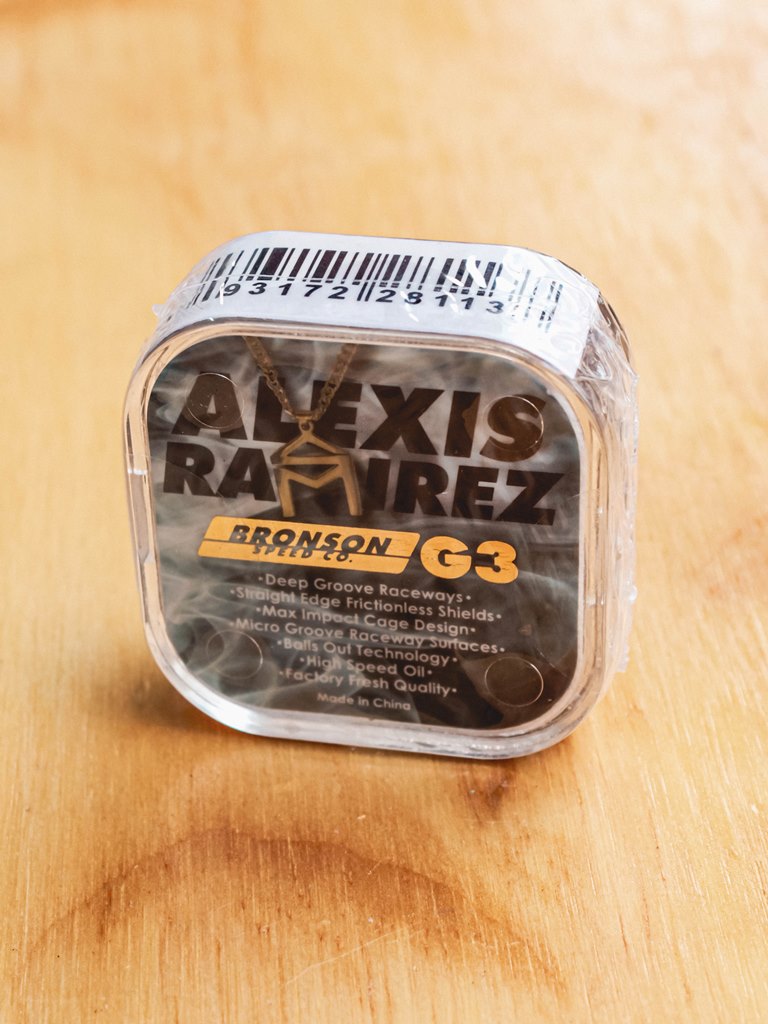 93172 28113
ALEXIS
RAMIREZ
BRONSON
SPEED CO.
G3
•Deep Groove Raceways•
•Straight Edge Frictionless Shields•
•Max Impact Cage Design•
•Micro Groove Raceway Surfaces•
•Balls Out Technology•
•High Speed Oil•
•Factory Fresh Quality•
Made in China